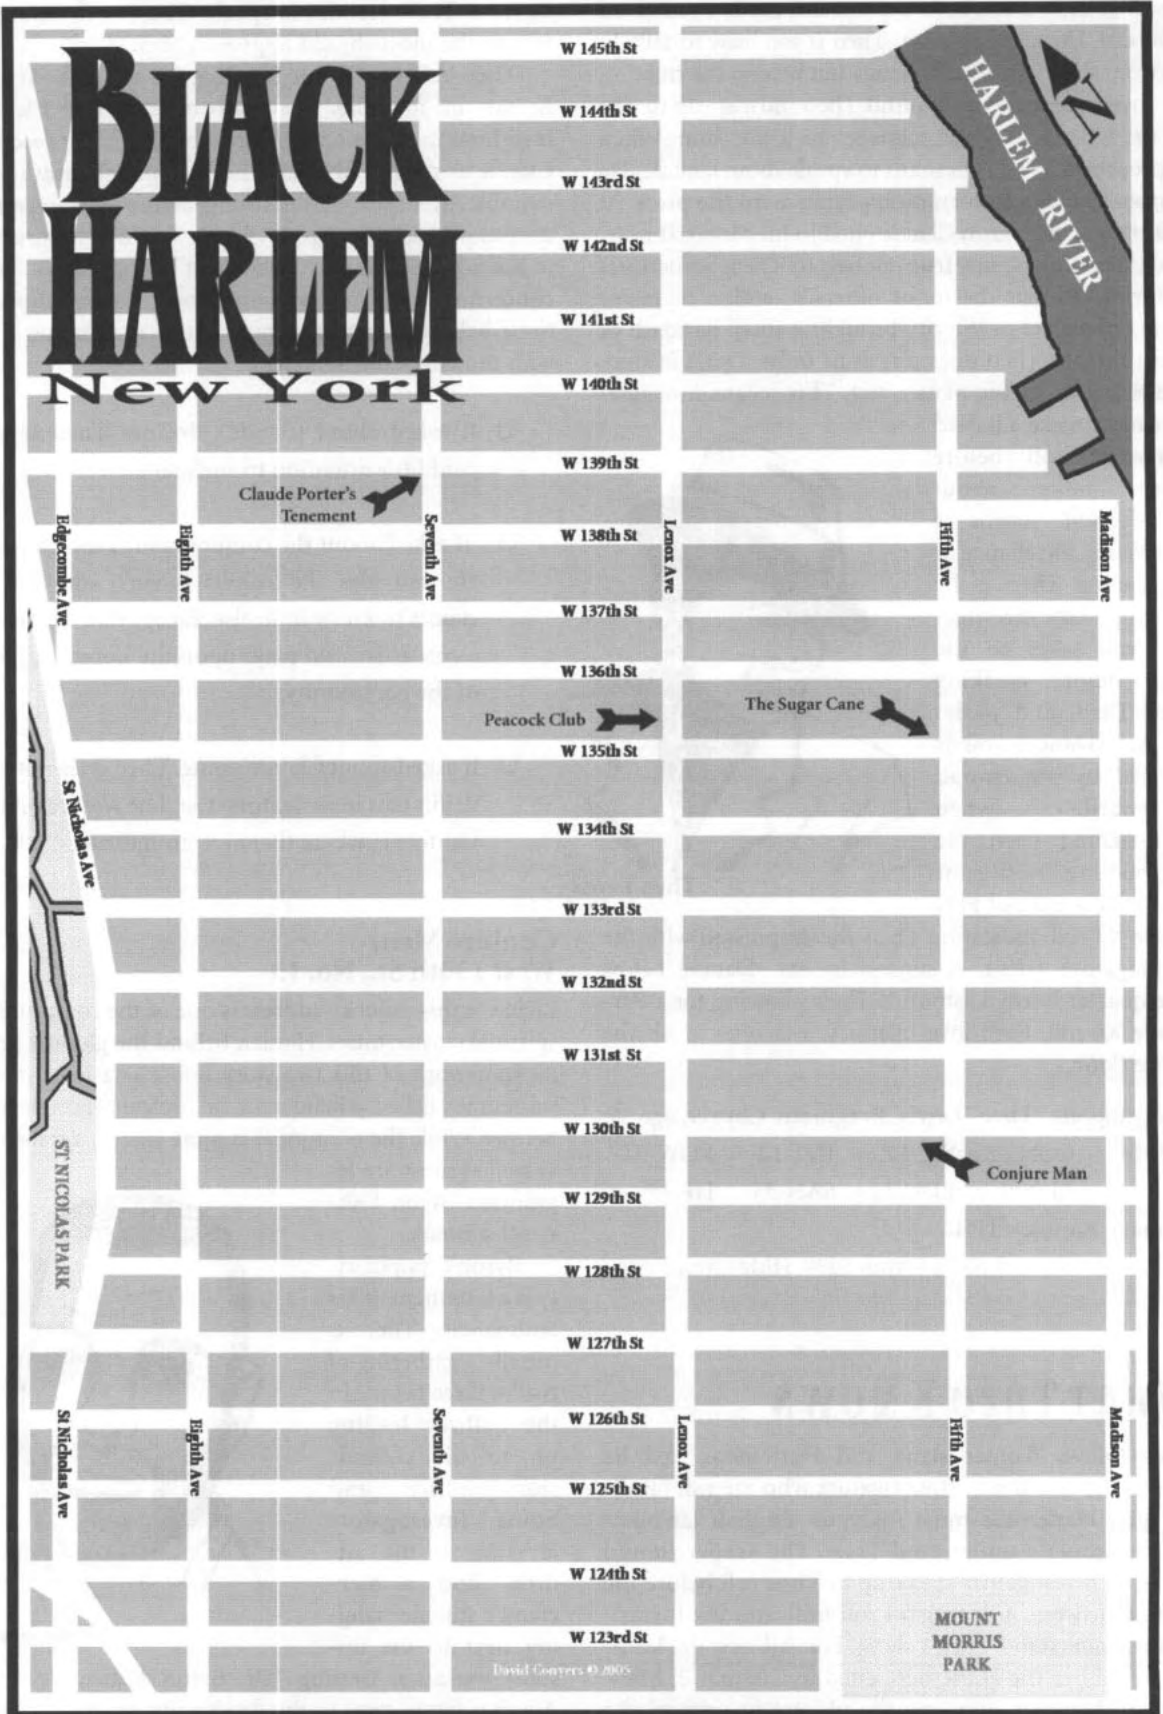 BLACK
HARLEM
New York
W 145th St
W 144th St
W 143rd St
W 142nd St
W 141st St
W 140th St
W 139th St
W 138th St
W 137th St
W 136th St
W 135th St
W 134th St
W 133rd St
W 132nd St
W 131st St
W 130th St
W 129th St
W 128th St
W 127th St
W 126th St
W 125th St
W 124th St
W 123rd St
N
HARLEM RIVER
Claude Porter's
Tenement
Edgecombe Ave
Eighth Ave
Seventh Ave
Lenox Ave
Fifth Ave
Madison Ave
Peacock Club
The Sugar Cane
St Nicholas Ave
Conjure Man
ST NICOLAS PARK
St Nicholas Ave
Eighth Ave
Seventh Ave
Lenox Ave
Fifth Ave
Madison Ave
MOUNT
MORRIS
PARK
David Conyers © 2005